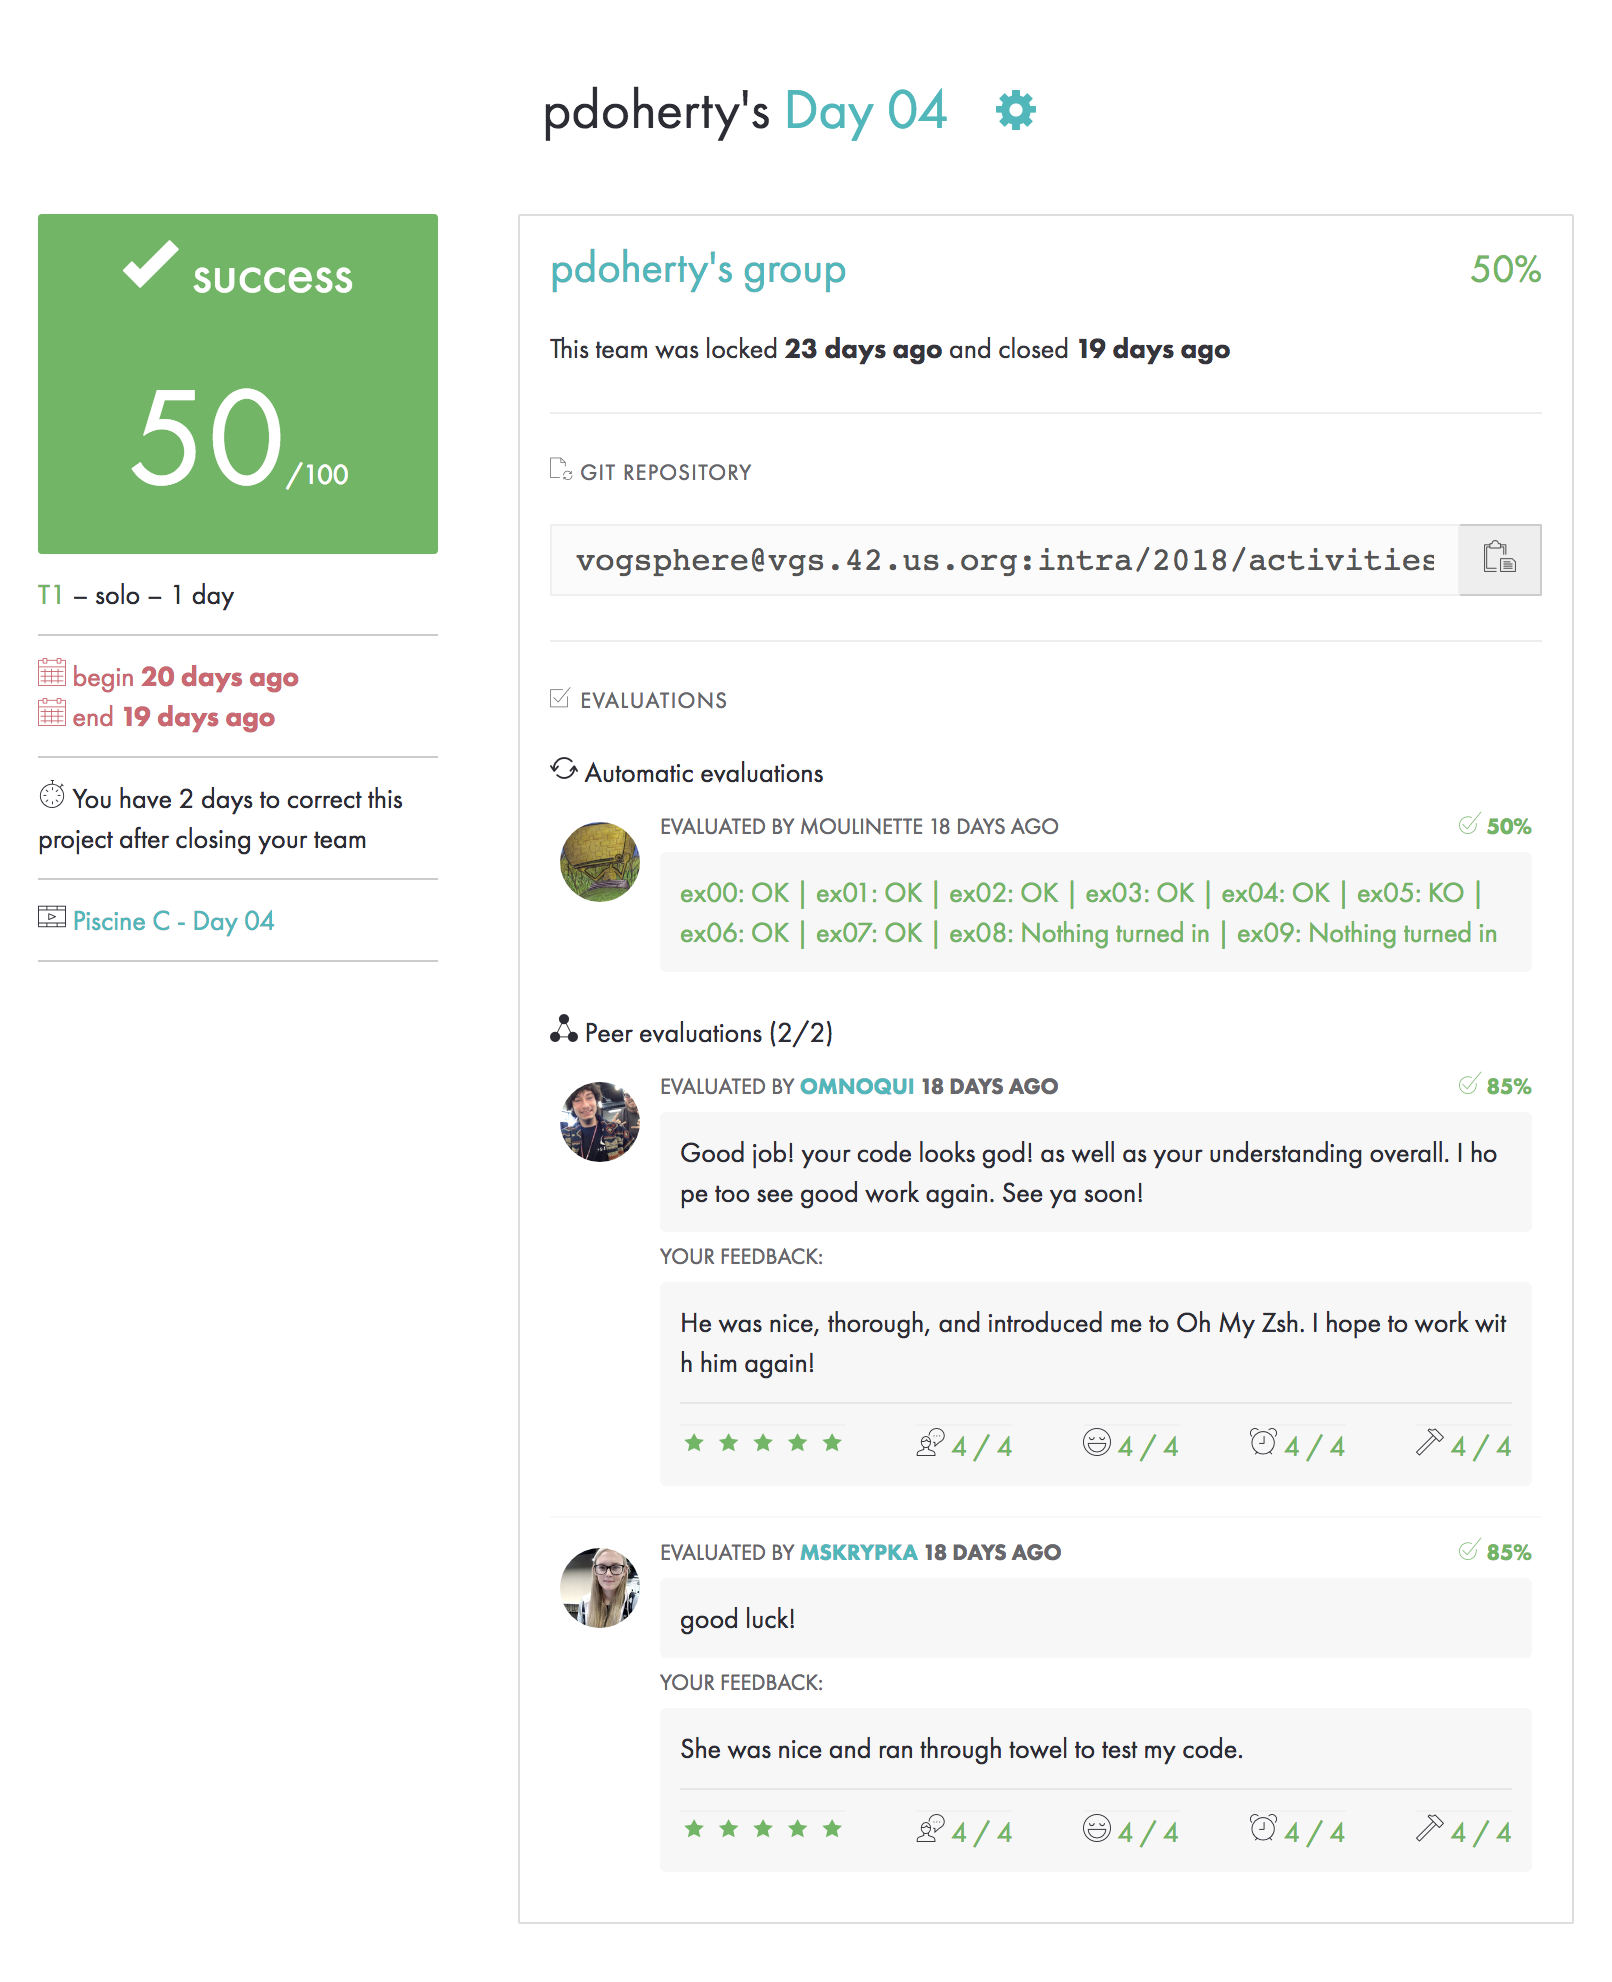 pdoherty's Day 04
success
50/100
T1 – solo – 1 day
begin 20 days ago
end 19 days ago
You have 2 days to correct this
project after closing your team
Piscine C - Day 04
pdoherty's group 50%
This team was locked 23 days ago and closed 19 days ago
GIT REPOSITORY
vogsphere@vgs.42.us.org:intra/2018/activities
EVALUATIONS
Automatic evaluations
EVALUATED BY MOULINETTE 18 DAYS AGO 50%
ex00: OK | ex01: OK | ex02: OK | ex03: OK | ex04: OK | ex05: KO |
ex06: OK | ex07: OK | ex08: Nothing turned in | ex09: Nothing turned in
Peer evaluations (2/2)
EVALUATED BY OMNOQUI 18 DAYS AGO 85%
Good job! your code looks god! as well as your understanding overall. I ho
pe too see good work again. See ya soon!
YOUR FEEDBACK:
He was nice, thorough, and introduced me to Oh My Zsh. I hope to work wit
h him again!
4 / 4 4 / 4 4 / 4 4 / 4
EVALUATED BY MSKRYPKA 18 DAYS AGO 85%
good luck!
YOUR FEEDBACK:
She was nice and ran through towel to test my code.
4 / 4 4 / 4 4 / 4 4 / 4